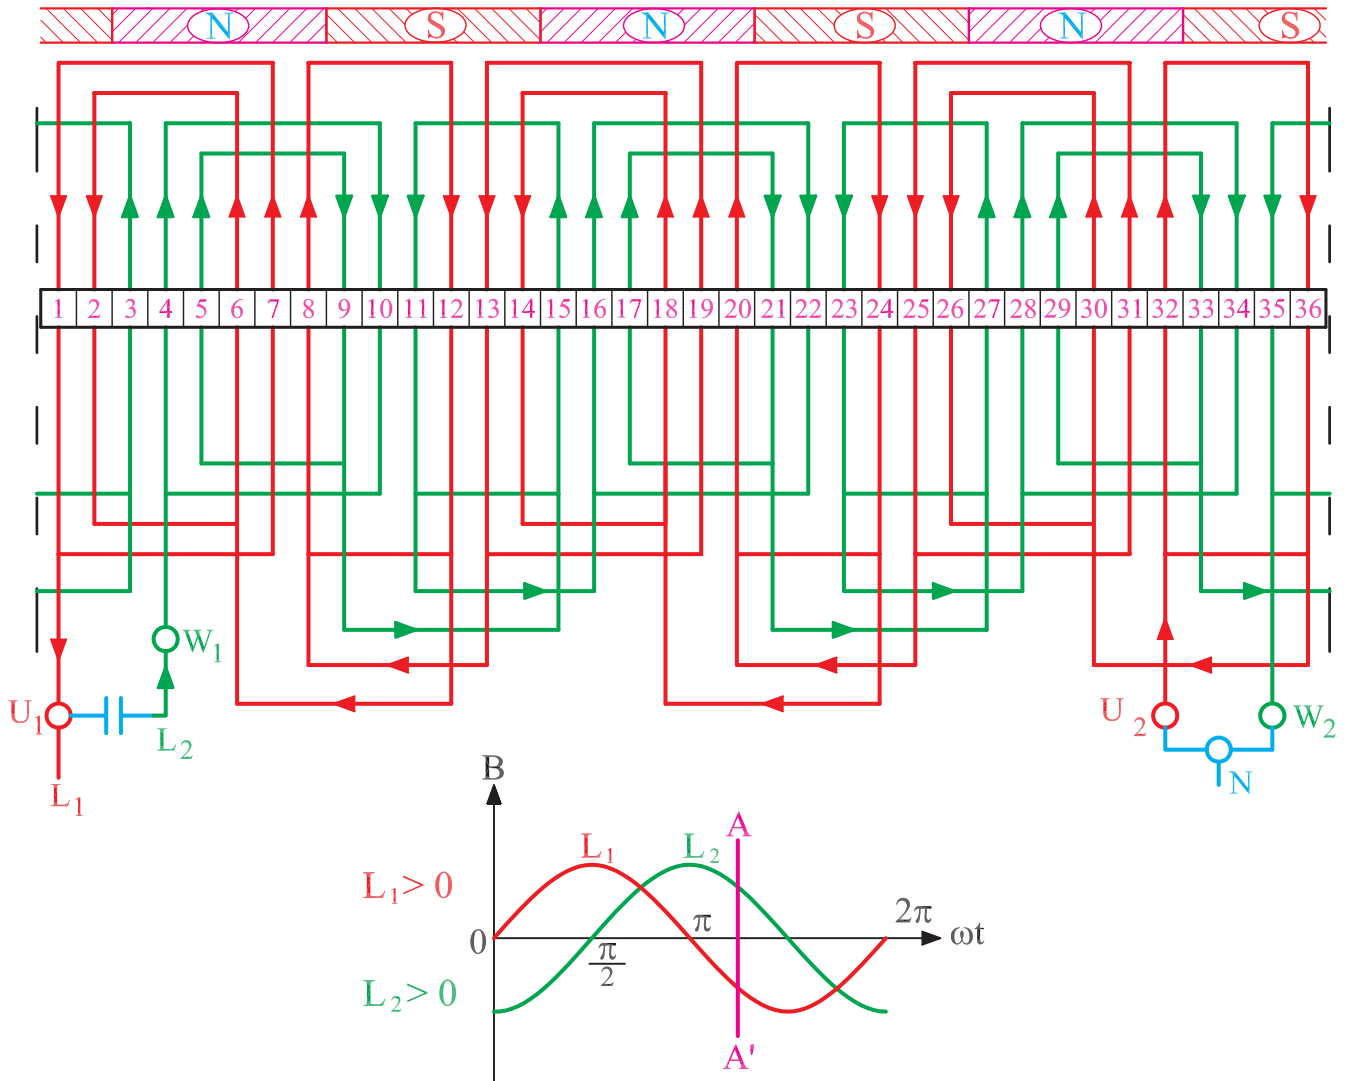 N S N S N S
1 2 3 4 5 6 7 8 9 10 11 12 13 14 15 16 17 18 19 20 21 22 23 24 25 26 27 28 29 30 31 32 33 34 35 36
W1
U1 L2 U2 W2
L1 N
B
L1 L2 A
L1 > 0
π 2π
0 ωt
π/2
L2 > 0
A'